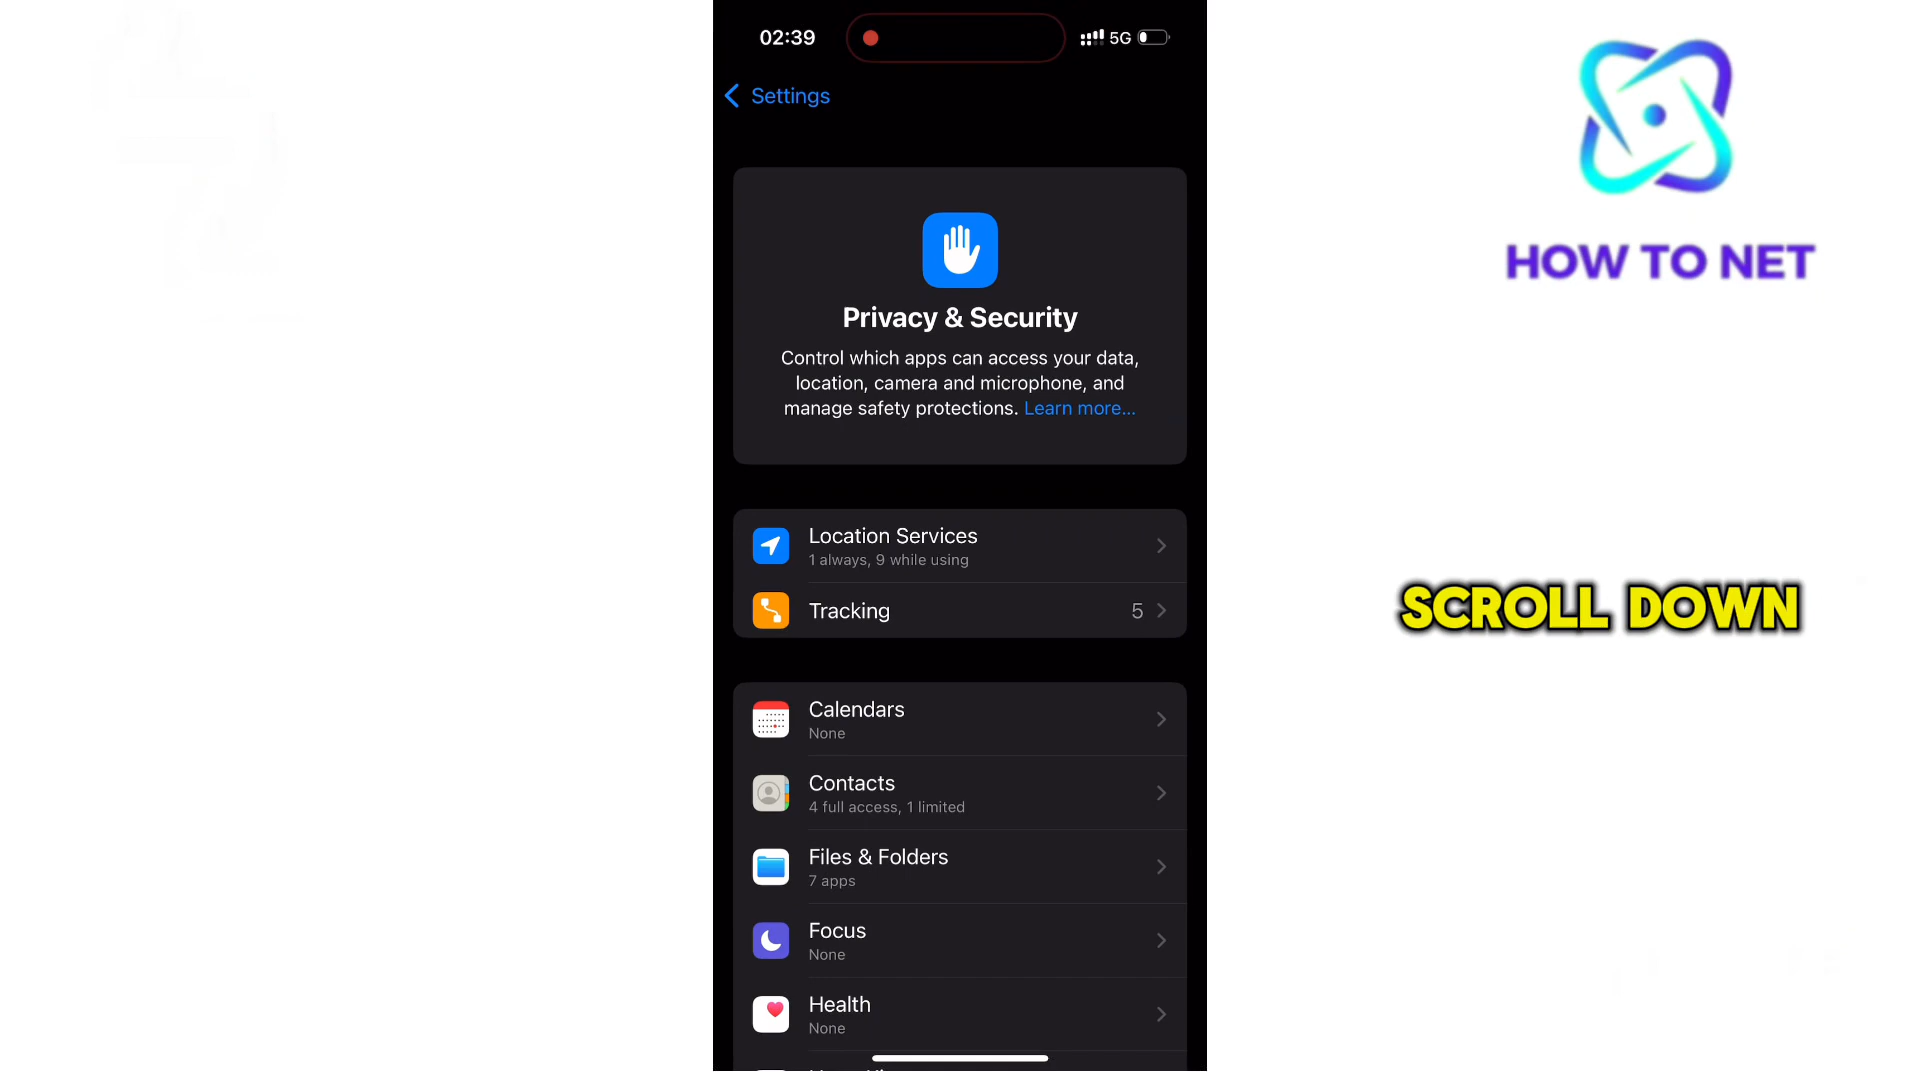 02:39
5G
Settings
Privacy & Security
Control which apps can access your data,
location, camera and microphone, and
manage safety protections. Learn more...
Location Services
1 always, 9 while using
Tracking
5
Calendars
None
Contacts
4 full access, 1 limited
Files & Folders
7 apps
Focus
None
Health
None
HOW TO NET
SCROLL DOWN